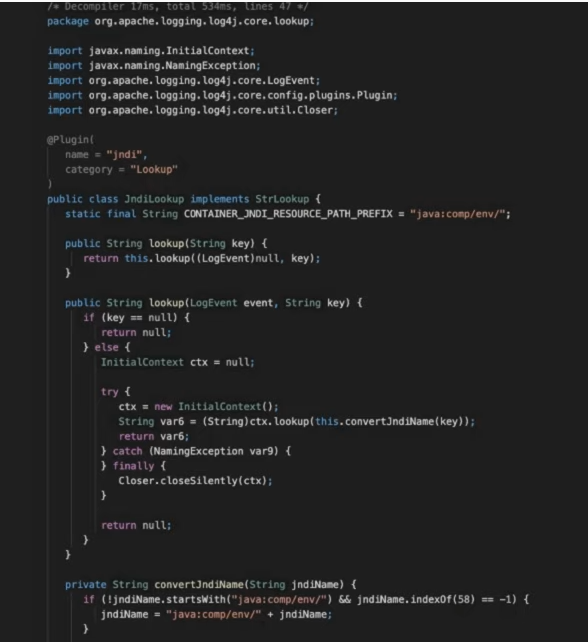 /* Decompiler 17ms, total 534ms, lines 47 */
package org.apache.logging.log4j.core.lookup;
import javax.naming.InitialContext;
import javax.naming.NamingException;
import org.apache.logging.log4j.core.LogEvent;
import org.apache.logging.log4j.core.config.plugins.Plugin;
import org.apache.logging.log4j.core.util.Closer;
@Plugin(
name = "jndi",
category = "Lookup"
)
public class JndiLookup implements StrLookup {
static final String CONTAINER_JNDI_RESOURCE_PATH_PREFIX = "java:comp/env/";
public String lookup(String key) {
return this.lookup((LogEvent)null, key);
}
public String lookup(LogEvent event, String key) {
if (key == null) {
return null;
} else {
InitialContext ctx = null;
try {
ctx = new InitialContext();
String var6 = (String)ctx.lookup(this.convertJndiName(key));
return var6;
} catch (NamingException var9) {
} finally {
Closer.closeSilently(ctx);
}
return null;
}
}
private String convertJndiName(String jndiName) {
if (!jndiName.startsWith("java:comp/env/") && jndiName.indexOf(58) == -1) {
jndiName = "java:comp/env/" + jndiName;
}